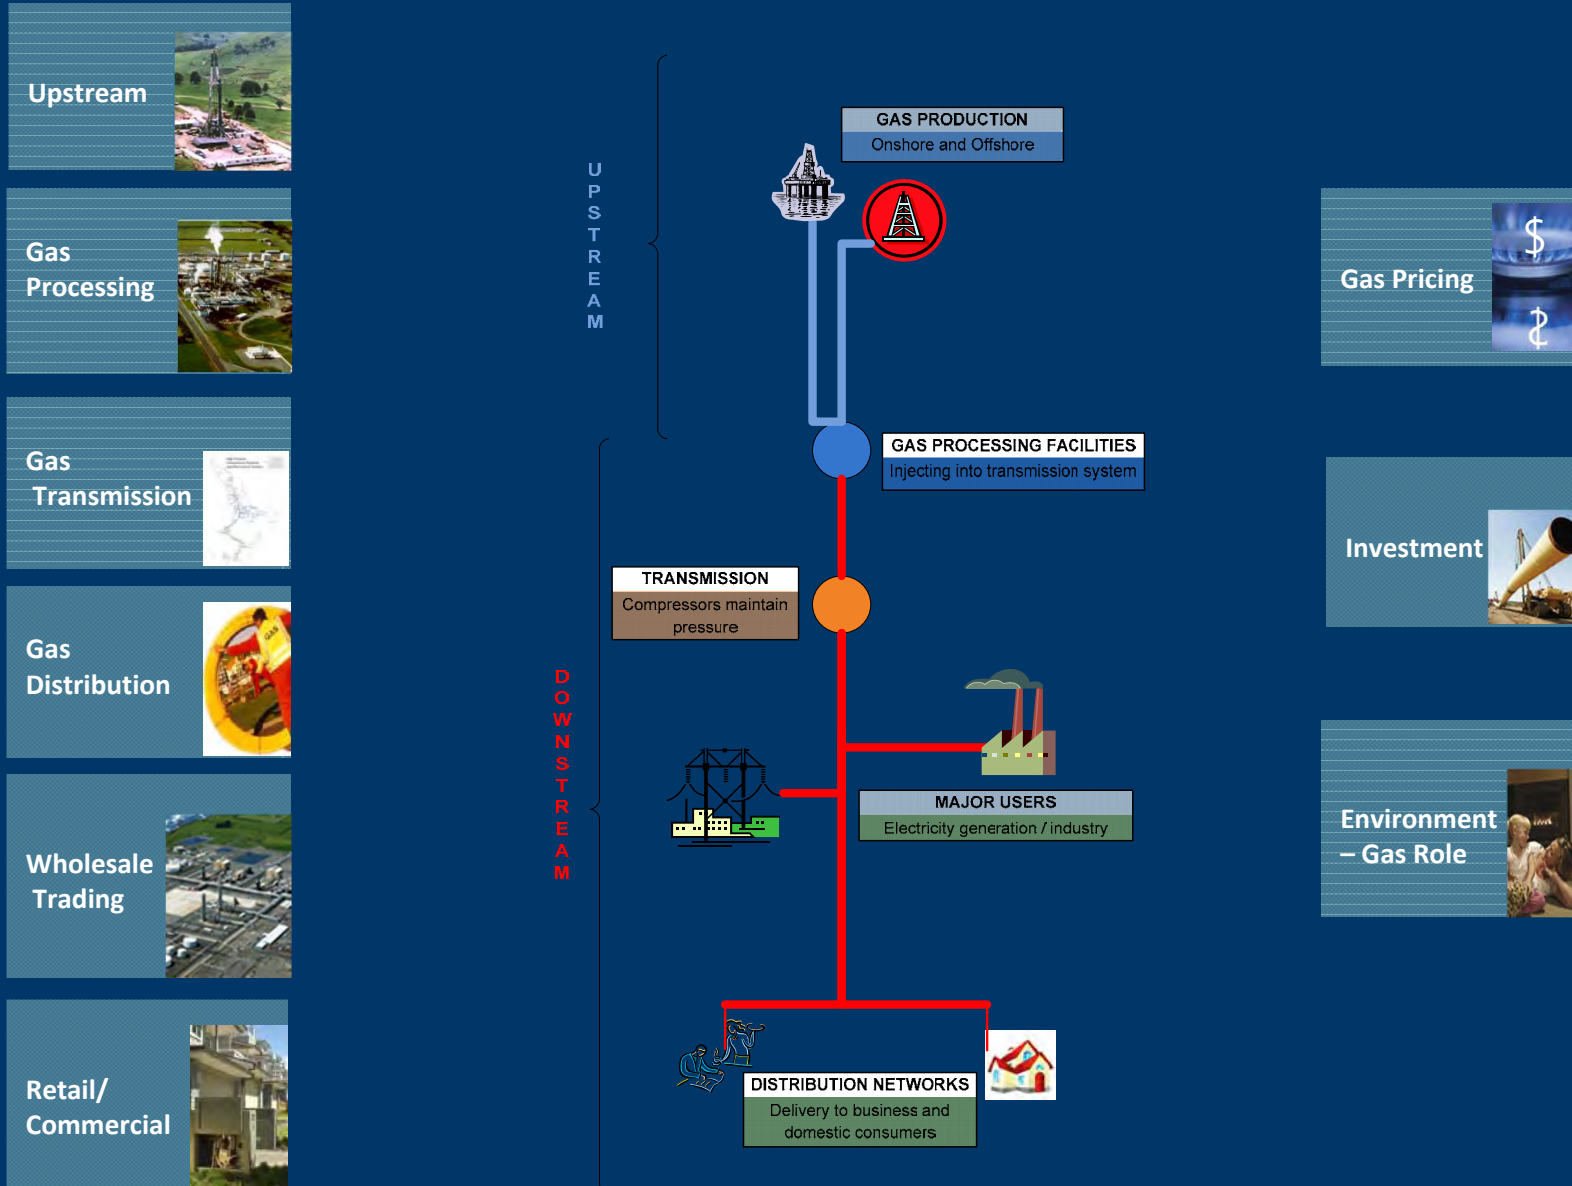 Upstream
Gas
Processing
Gas
Transmission
Gas
Distribution
Wholesale
Trading
Retail/
Commercial
UPSTREAM
DOWNSTREAM
GAS PRODUCTION
Onshore and Offshore
GAS PROCESSING FACILITIES
Injecting into transmission system
TRANSMISSION
Compressors maintain
pressure
MAJOR USERS
Electricity generation / industry
DISTRIBUTION NETWORKS
Delivery to business and
domestic consumers
Gas Pricing
$
$
Investment
Environment
– Gas Role
GAS